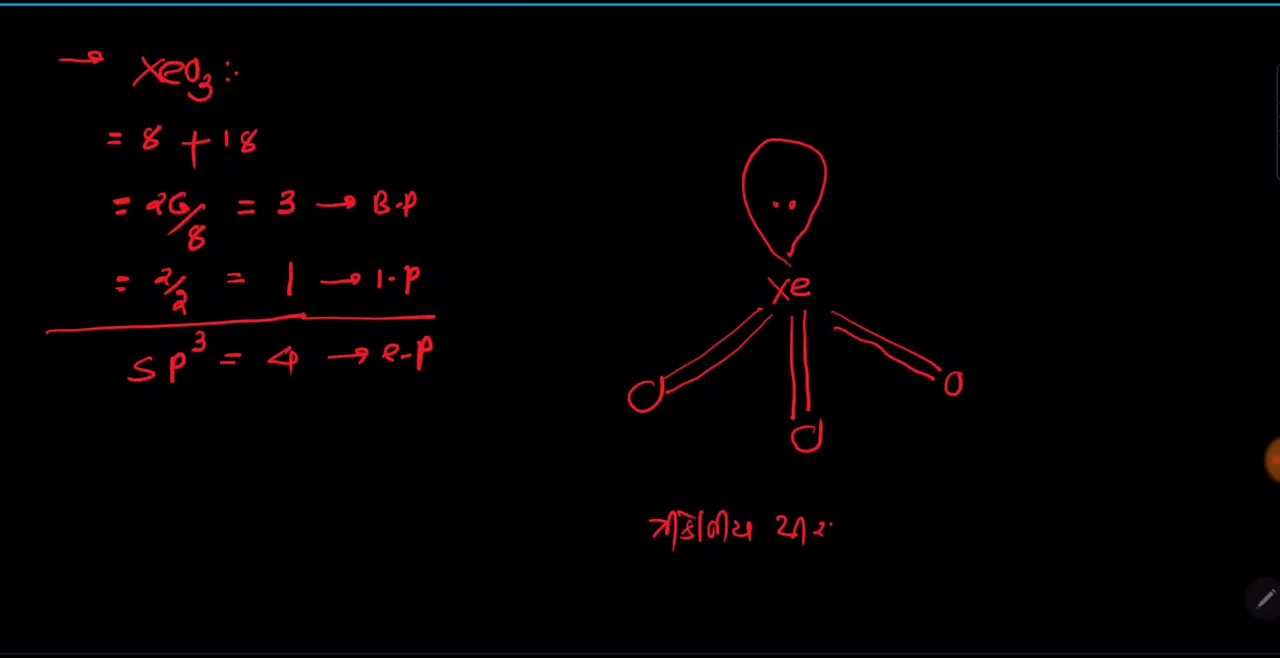 → XeO₃ :-
= 8 + 18
= 26/8 = 3 → B.P
= 2/2 = 1 → l.P
SP³ = 4 → e-P
Xe
O
O
O